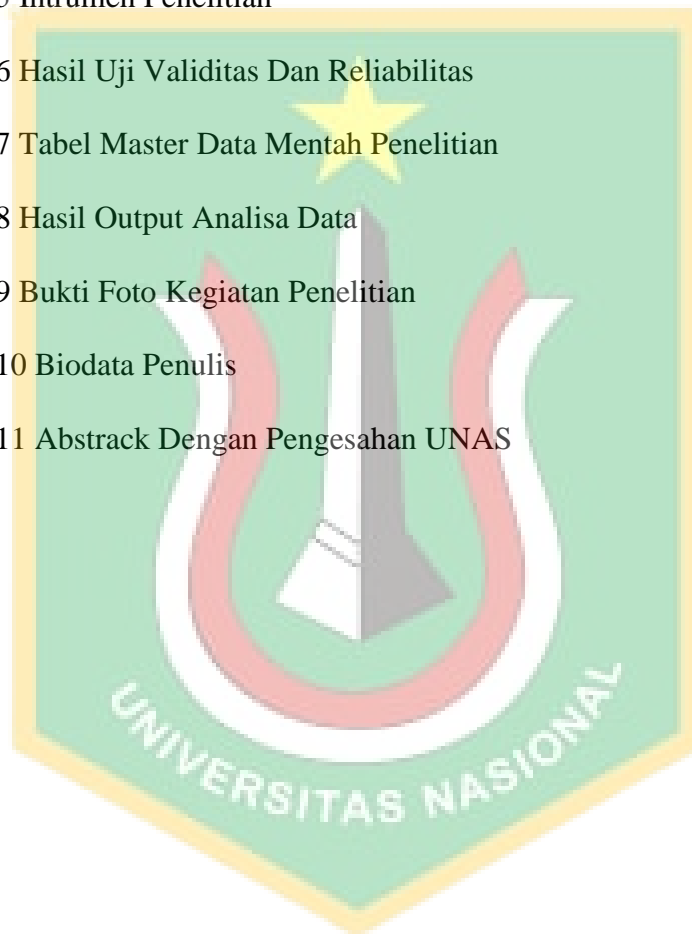 Intrumen Penelitian
6 Hasil Uji Validitas Dan Reliabilitas
7 Tabel Master Data Mentah Penelitian
8 Hasil Output Analisa Data
9 Bukti Foto Kegiatan Penelitian
10 Biodata Penulis
11 Abstrack Dengan Pengesahan UNAS
UNIVERSITAS NASIONAL